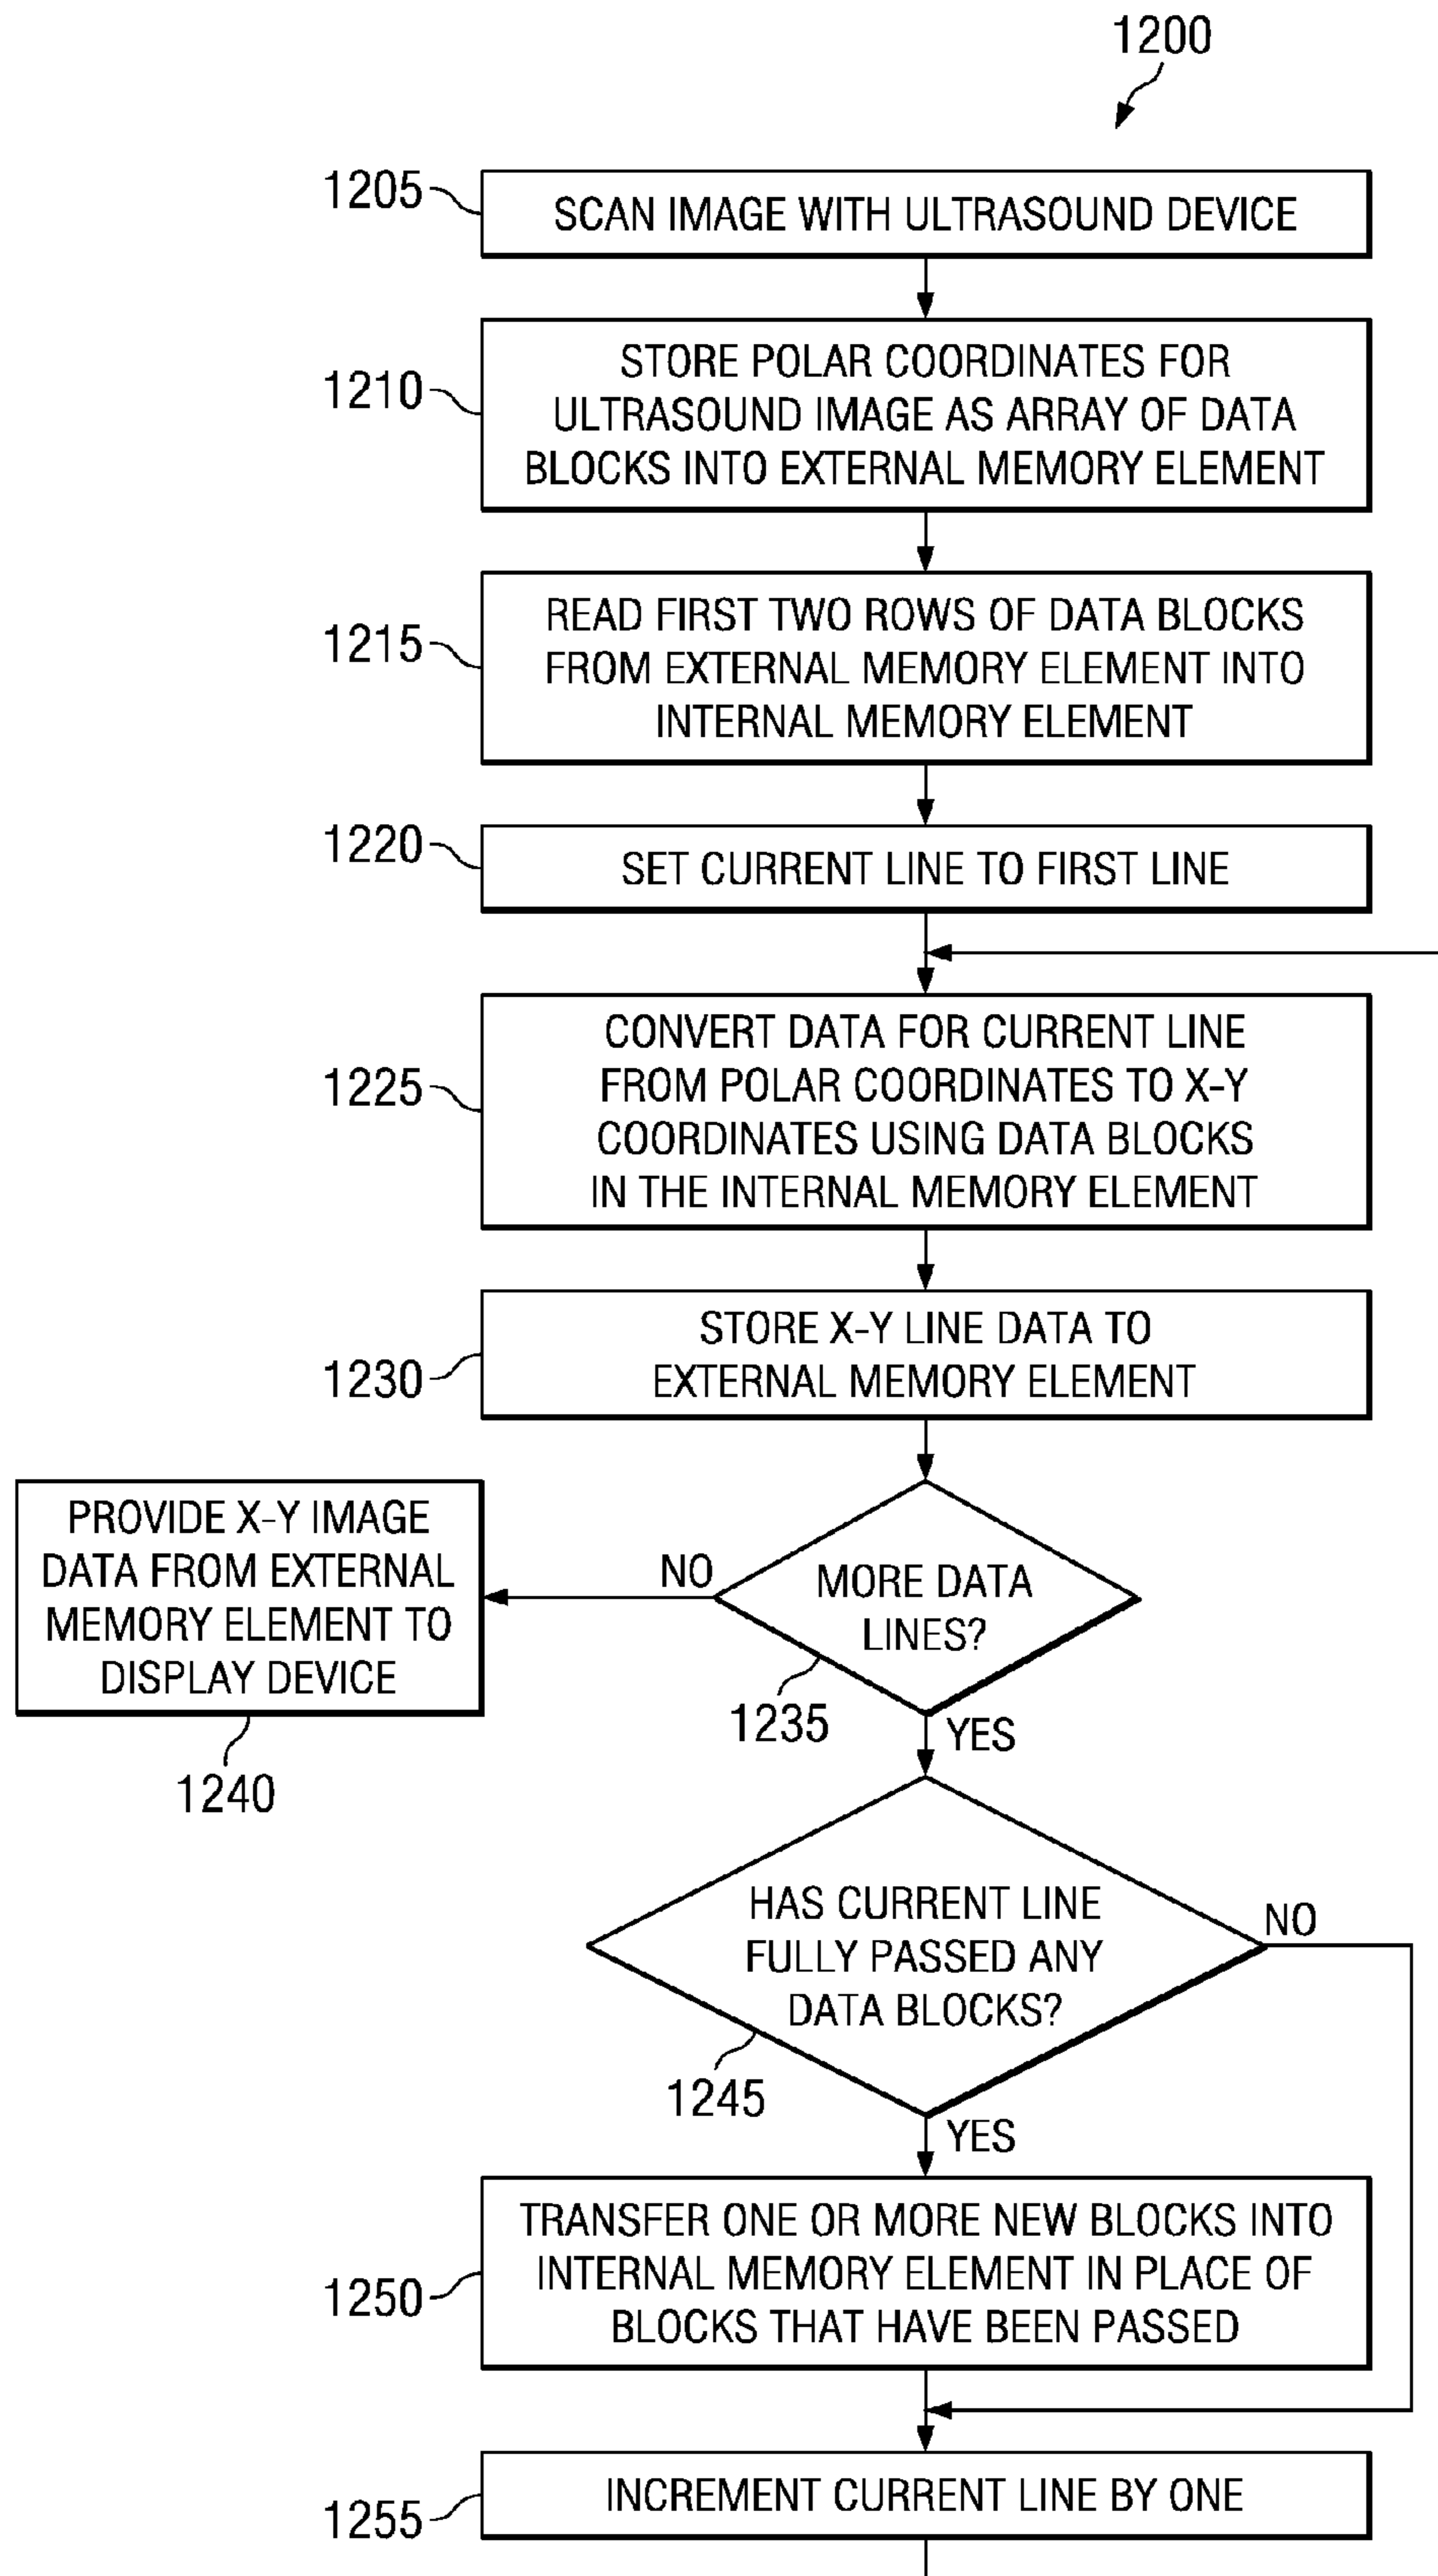 1200
1205
SCAN IMAGE WITH ULTRASOUND DEVICE
1210
STORE POLAR COORDINATES FOR
ULTRASOUND IMAGE AS ARRAY OF DATA
BLOCKS INTO EXTERNAL MEMORY ELEMENT
1215
READ FIRST TWO ROWS OF DATA BLOCKS
FROM EXTERNAL MEMORY ELEMENT INTO
INTERNAL MEMORY ELEMENT
1220
SET CURRENT LINE TO FIRST LINE
1225
CONVERT DATA FOR CURRENT LINE
FROM POLAR COORDINATES TO X-Y
COORDINATES USING DATA BLOCKS
IN THE INTERNAL MEMORY ELEMENT
1230
STORE X-Y LINE DATA TO
EXTERNAL MEMORY ELEMENT
PROVIDE X-Y IMAGE
DATA FROM EXTERNAL
MEMORY ELEMENT TO
DISPLAY DEVICE
1240
NO
MORE DATA
LINES?
1235
YES
HAS CURRENT LINE
FULLY PASSED ANY
DATA BLOCKS?
NO
1245
YES
1250
TRANSFER ONE OR MORE NEW BLOCKS INTO
INTERNAL MEMORY ELEMENT IN PLACE OF
BLOCKS THAT HAVE BEEN PASSED
1255
INCREMENT CURRENT LINE BY ONE